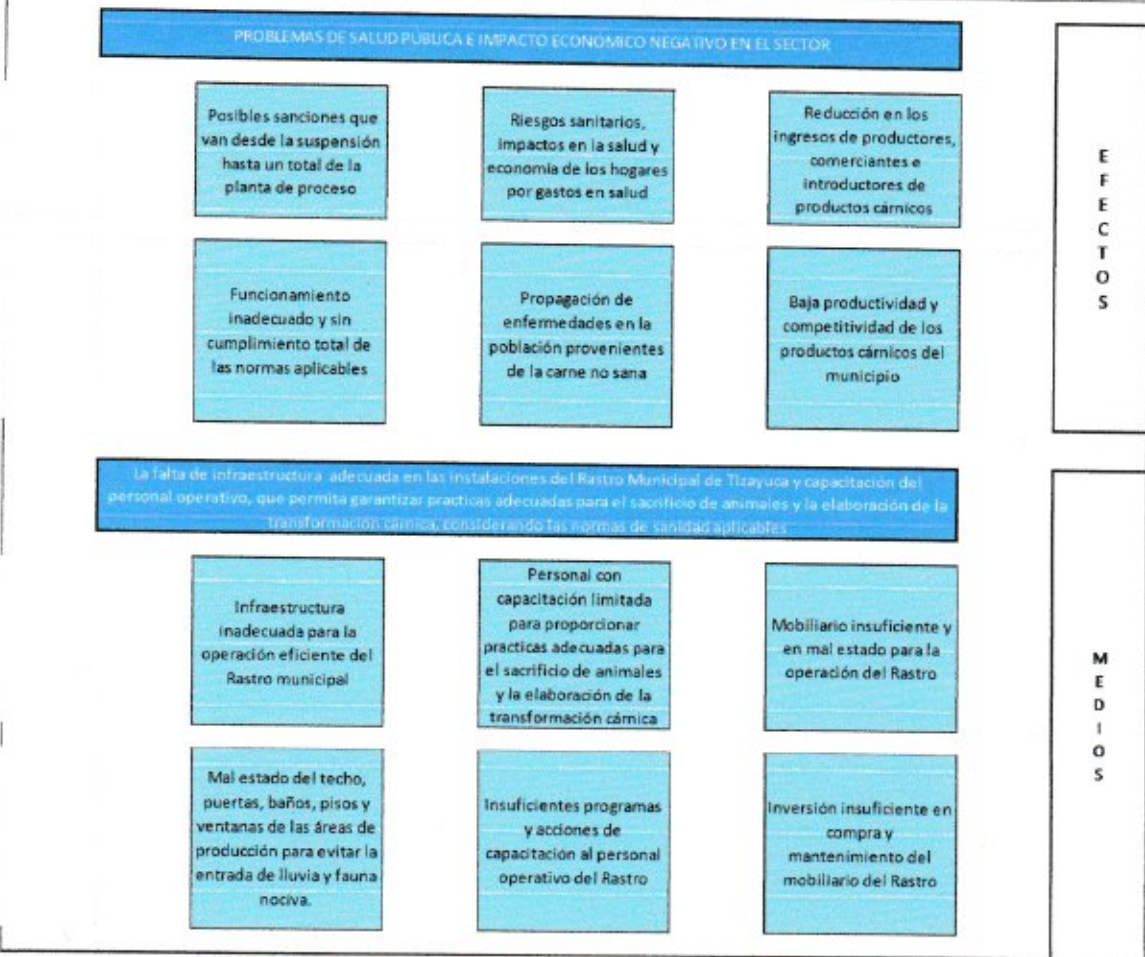 PROBLEMAS DE SALUD PÚBLICA E IMPACTO ECONÓMICO NEGATIVO EN EL SECTOR
Posibles sanciones que
van desde la suspensión
hasta un total de la
planta de proceso
Riesgos sanitarios,
impactos en la salud y
economía de los hogares
por gastos en salud
Reducción en los
ingresos de productores,
comerciantes e
introductores de
productos cárnicos
Funcionamiento
inadecuado y sin
cumplimiento total de
las normas aplicables
Propagación de
enfermedades en la
población provenientes
de la carne no sana
Baja productividad y
competitividad de los
productos cárnicos del
municipio
E
F
E
C
T
O
S
La falta de infraestructura adecuada en las instalaciones del Rastro Municipal de Tizayuca y capacitación del
personal operativo, que permita garantizar practicas adecuadas para el sacrificio de animales y la elaboración de la
transformación cárnica, considerando las normas de sanidad aplicables
Infraestructura
inadecuada para la
operación eficiente del
Rastro municipal
Personal con
capacitación limitada
para proporcionar
practicas adecuadas para
el sacrificio de animales
y la elaboración de la
transformación cárnica
Mobiliario insuficiente y
en mal estado para la
operación del Rastro
Mal estado del techo,
puertas, baños, pisos y
ventanas de las áreas de
producción para evitar la
entrada de lluvia y fauna
nociva.
Insuficientes programas
y acciones de
capacitación al personal
operativo del Rastro
Inversión insuficiente en
compra y
mantenimiento del
mobiliario del Rastro
M
E
D
I
O
S